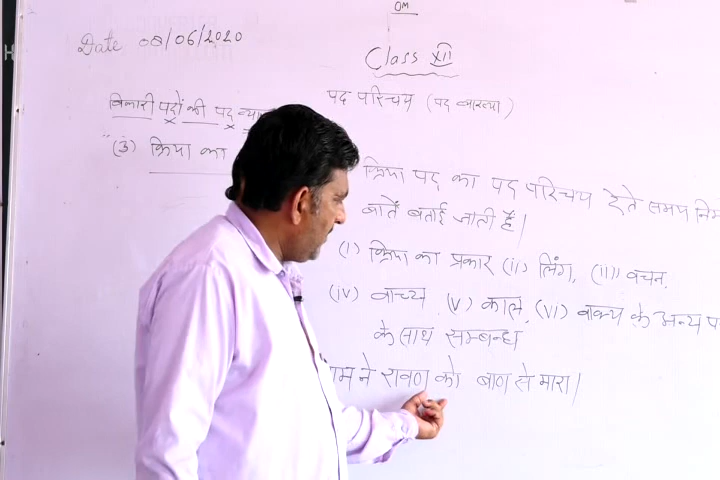 OM
Date 08/06/2020
Class XII
पद परिचय (पद व्याख्या)
विकारी पदों की पद
(3) क्रिया का
क्रिया पद का पद परिचय देते समय
बातें बताई जाती हैं।
(i) क्रिया का प्रकार (ii) लिंग, (iii) वचन,
(iv) वाच्य, (v) काल, (vi) वाक्य के अन्य
के साथ सम्बन्ध
ने रावण को बाण से मारा।